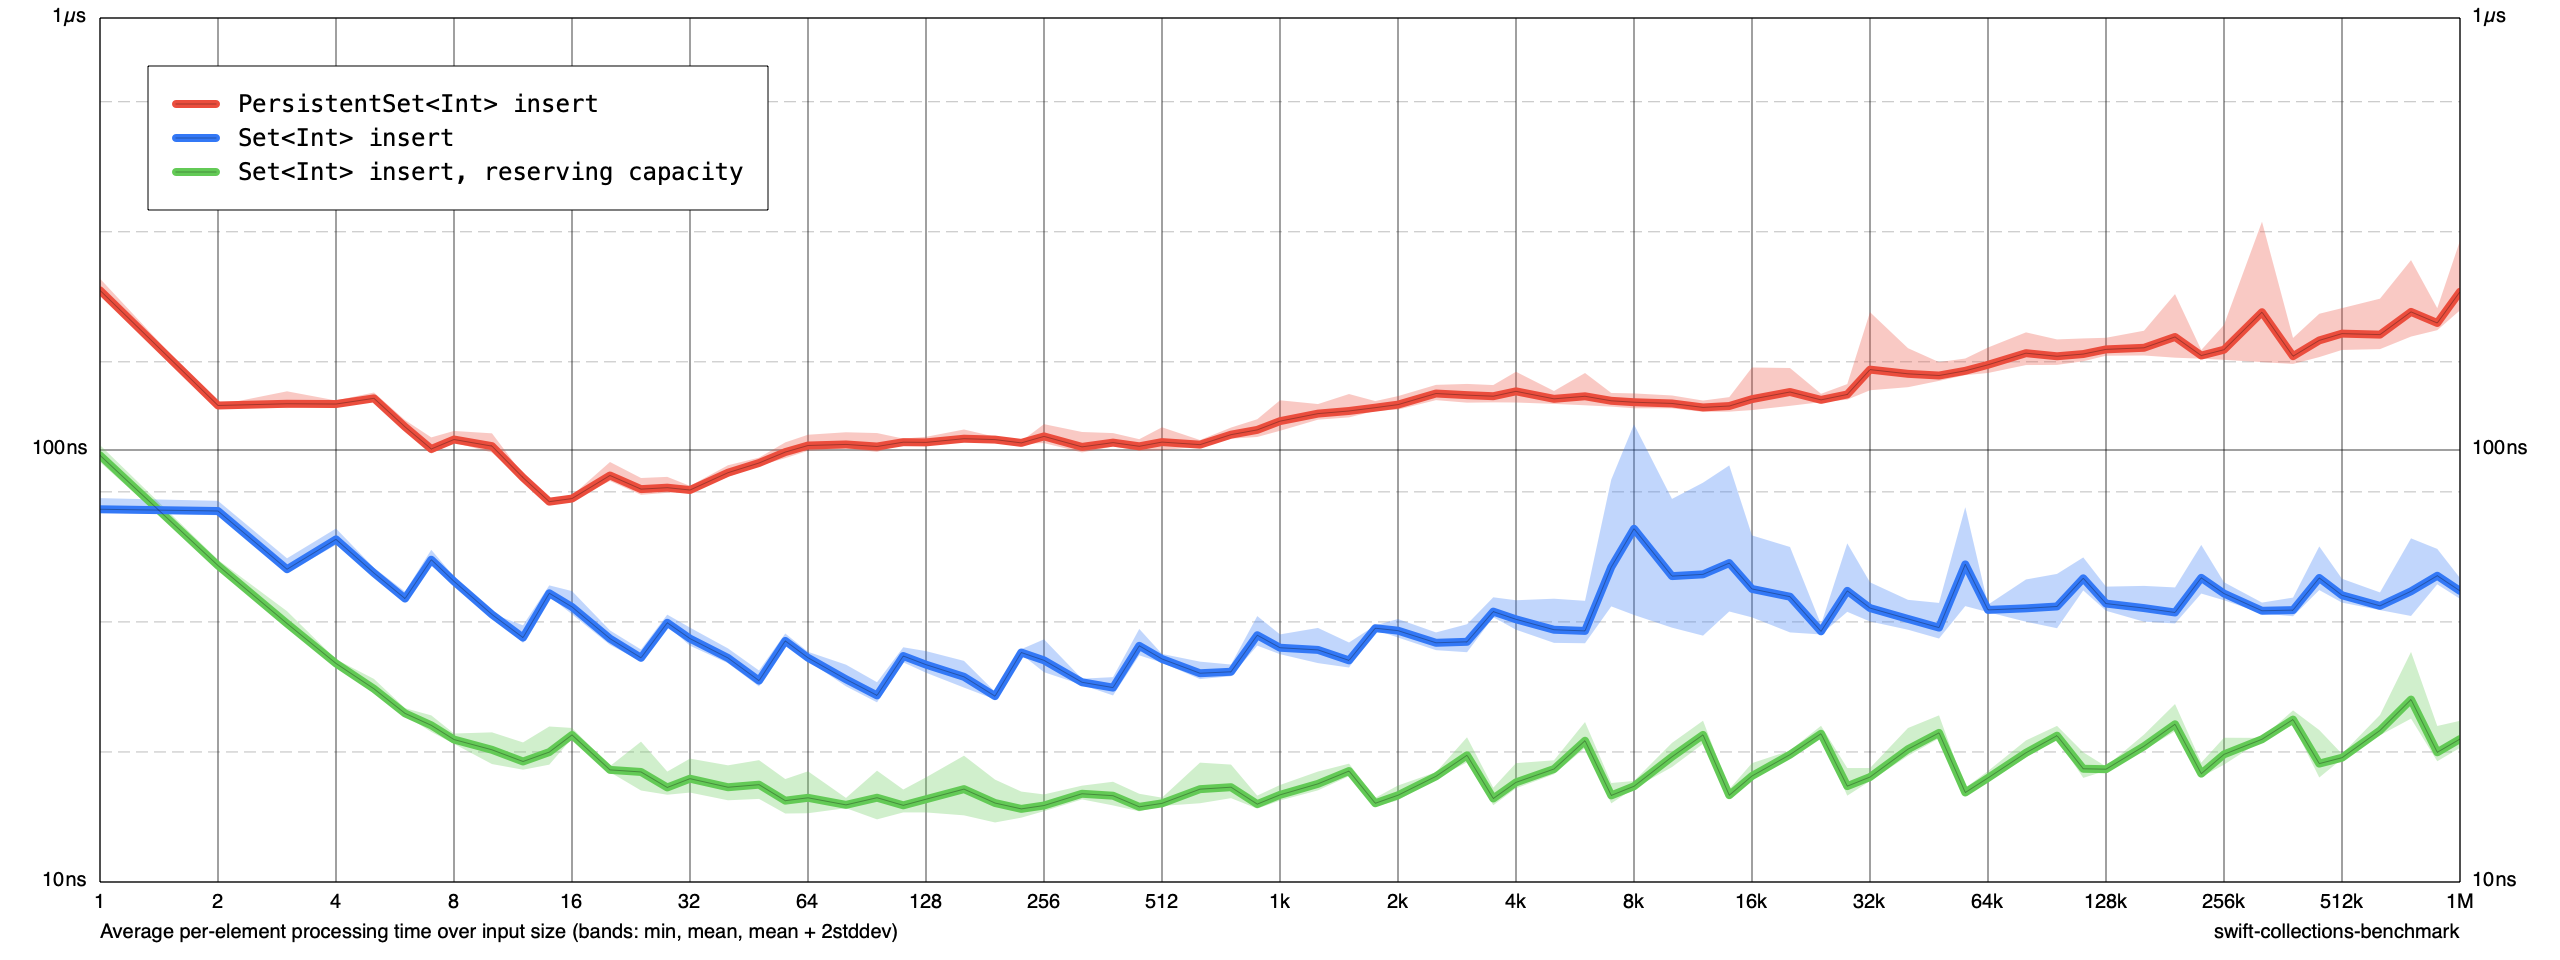 1µs 1µs
PersistentSet<Int> insert
Set<Int> insert
Set<Int> insert, reserving capacity
100ns 100ns
10ns 10ns
1 2 4 8 16 32 64 128 256 512 1k 2k 4k 8k 16k 32k 64k 128k 256k 512k 1M
Average per-element processing time over input size (bands: min, mean, mean + 2stddev) swift-collections-benchmark